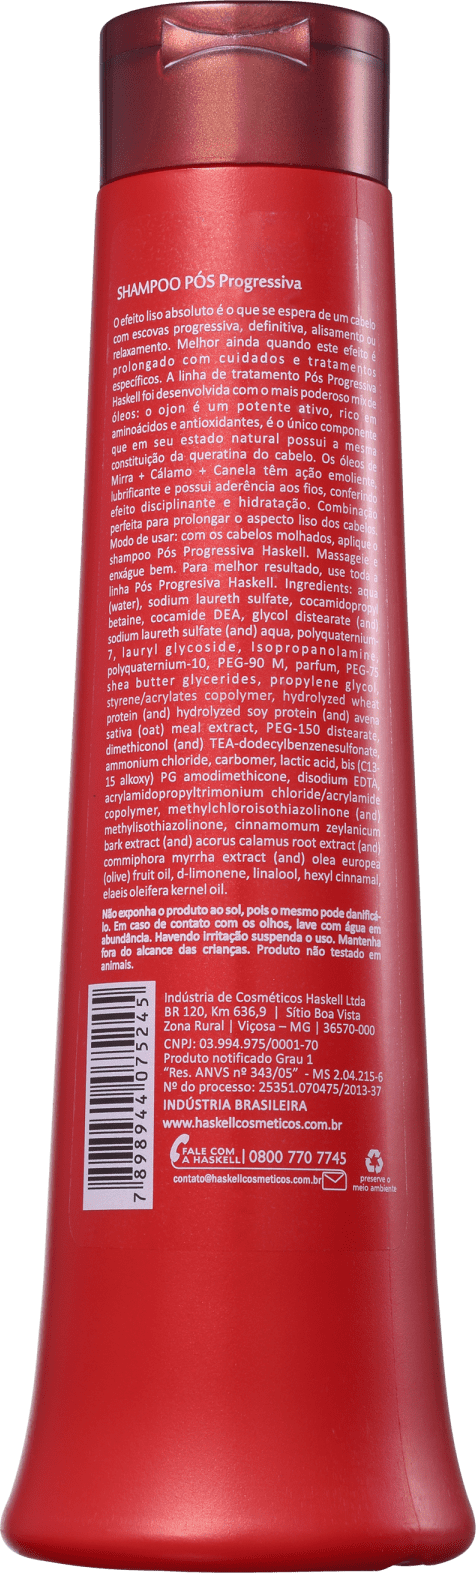 SHAMPOO PÓS Progressiva
O efeito liso absoluto é o que se espera de um cabelo
com escovas progressiva, definitiva, alisamento ou
relaxamento. Melhor ainda quando este efeito é
prolongado com cuidados e tratamentos
específicos. A linha de tratamento Pós Progressiva
Haskell foi desenvolvida com o mais poderoso mix de
óleos: o ojon é um potente ativo, rico em
aminoácidos e antioxidantes, é o único componente
que em seu estado natural possui a mesma
constituição da queratina do cabelo. Os óleos de
Mirra + Cálamo + Canela têm ação emoliente,
lubrificante e possui aderência aos fios, conferindo
efeito disciplinante e hidratação. Combinação
perfeita para prolongar o aspecto liso dos cabelos.
Modo de usar: com os cabelos molhados, aplique o
shampoo Pós Progressiva Haskell. Massageie e
enxágue bem. Para melhor resultado, use toda a
linha Pós Progresiva Haskell. Ingredients: aqua
(water), sodium laureth sulfate, cocamidopropyl
betaine, cocamide DEA, glycol distearate (and)
sodium laureth sulfate (and) aqua, polyquaternium-
7, lauryl glycoside, Isopropanolamine,
polyquaternium-10, PEG-90 M, parfum, PEG-75
shea butter glycerides, propylene glycol,
styrene/acrylates copolymer, hydrolyzed wheat
protein (and) hydrolyzed soy protein (and) avena
sativa (oat) meal extract, PEG-150 distearate,
dimethiconol (and) TEA-dodecylbenzenesulfonate,
ammonium chloride, carbomer, lactic acid, bis (C13-
15 alkoxy) PG amodimethicone, disodium EDTA,
acrylamidopropyltrimonium chloride/acrylamide
copolymer, methylchloroisothiazolinone (and)
methylisothiazolinone, cinnamomum zeylanicum
bark extract (and) acorus calamus root extract (and)
commiphora myrrha extract (and) olea europea
(olive) fruit oil, d-limonene, linalool, hexyl cinnamal,
elaeis oleifera kernel oil.
Não exponha o produto ao sol, pois o mesmo pode danificá-
lo. Em caso de contato com os olhos, lave com água em
abundância. Havendo irritação suspenda o uso. Mantenha
fora do alcance das crianças. Produto não testado em
animais.
Indústria de Cosméticos Haskell Ltda
BR 120, Km 636,9 | Sítio Boa Vista
Zona Rural | Viçosa – MG | 36570-000
CNPJ: 03.994.975/0001-70
Produto notificado Grau 1
"Res. ANVS nº 343/05" - MS 2.04.215-6
Nº do processo: 25351.070475/2013-37
INDÚSTRIA BRASILEIRA
www.haskellcosmeticos.com.br
FALE COM
A HASKELL | 0800 770 7745
contato@haskellcosmeticos.com.br
preserve o
meio ambiente
7 898944 075245